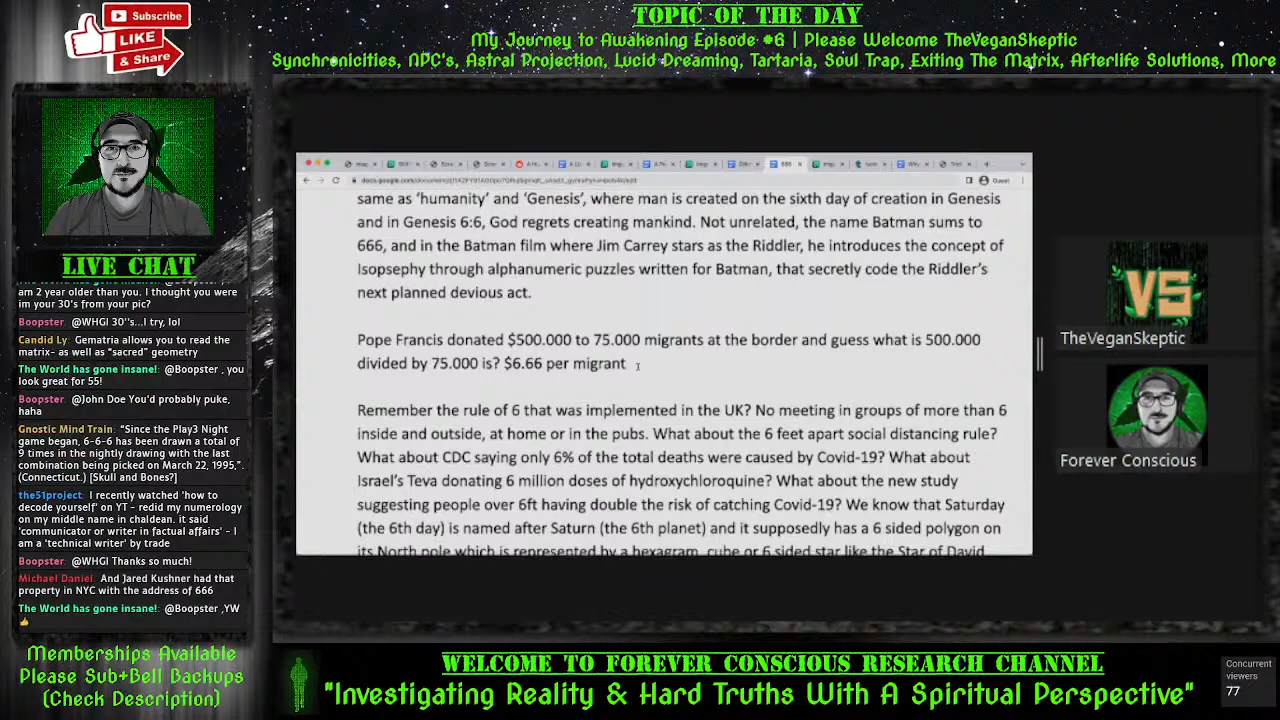 Subscribe
LIKE
& Share
TOPIC OF THE DAY
My Journey to Awakening Episode #6 | Please Welcome TheVeganSkeptic
Synchronicities, NPC's, Astral Projection, Lucid Dreaming, Tartaria, Soul Trap, Exiting The Matrix, Afterlife Solutions, More
LIVE CHAT
am 2 year older than you. I thought you were
im your 30's from your pic?
Boopster: @WHGI 30''s...I try, lol
Candid Ly: Gematria allows you to read the
matrix- as well as "sacred" geometry
The World has gone insane!: @Boopster , you
look great for 55!
Boopster: @John Doe You'd probably puke,
haha
Gnostic Mind Train: "Since the Play3 Night
game began, 6-6-6 has been drawn a total of
9 times in the nightly drawing with the last
combination being picked on March 22, 1995,".
(Connecticut.) [Skull and Bones?]
the51project: I recently watched 'how to
decode yourself' on YT - redid my numerology
on my middle name in chaldean. it said
'communicator or writer in factual affairs' - I
am a 'technical writer' by trade
Boopster: @WHGI Thanks so much!
Michael Daniel: And Jared Kushner had that
property in NYC with the address of 666
The World has gone insane!: @Boopster ,YW
Memberships Available
Please Sub+Bell Backups
(Check Description)
666
Guest
same as 'humanity' and 'Genesis', where man is created on the sixth day of creation in Genesis
and in Genesis 6:6, God regrets creating mankind. Not unrelated, the name Batman sums to
666, and in the Batman film where Jim Carrey stars as the Riddler, he introduces the concept of
Isopsephy through alphanumeric puzzles written for Batman, that secretly code the Riddler's
next planned devious act.
Pope Francis donated $500.000 to 75.000 migrants at the border and guess what is 500.000
divided by 75.000 is? $6.66 per migrant
Remember the rule of 6 that was implemented in the UK? No meeting in groups of more than 6
inside and outside, at home or in the pubs. What about the 6 feet apart social distancing rule?
What about CDC saying only 6% of the total deaths were caused by Covid-19? What about
Israel's Teva donating 6 million doses of hydroxychloroquine? What about the new study
suggesting people over 6ft having double the risk of catching Covid-19? We know that Saturday
(the 6th day) is named after Saturn (the 6th planet) and it supposedly has a 6 sided polygon on
its North pole which is represented by a hexagram, cube or 6 sided star like the Star of David
VS
TheVeganSkeptic
Forever Conscious
WELCOME TO FOREVER CONSCIOUS RESEARCH CHANNEL
"Investigating Reality & Hard Truths With A Spiritual Perspective"
Concurrent
viewers
77